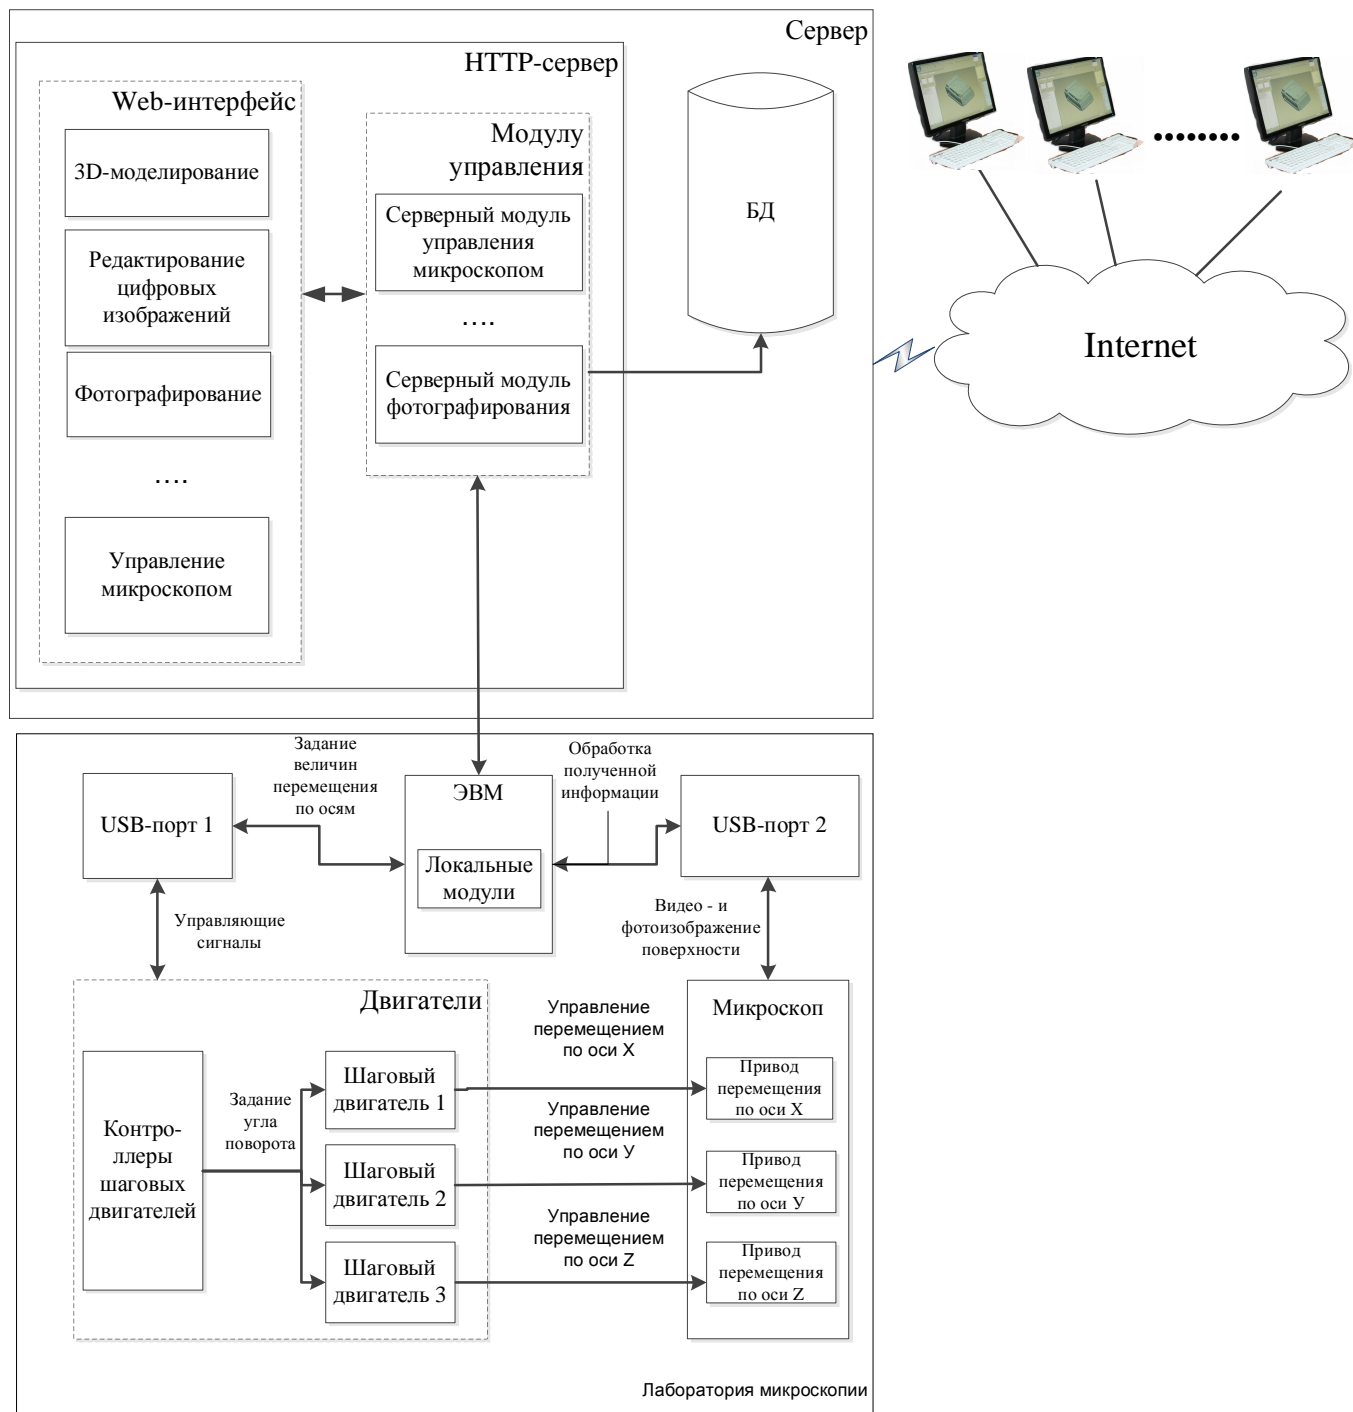 Сервер
HTTP-сервер
Web-интерфейс
3D-моделирование
Редактирование
цифровых
изображений
Фотографирование
....
Управление
микроскопом
Модулу
управления
Серверный модуль
управления
микроскопом
....
Серверный модуль
фотографирования
БД
Internet
Задание
величин
перемещения
по осям
USB-порт 1
ЭВМ
Локальные
модули
Обработка
полученной
информации
USB-порт 2
Управляющие
сигналы
Видео - и
фотоизображение
поверхности
Двигатели
Контро-
ллеры
шаговых
двигателей
Задание
угла
поворота
Шаговый
двигатель 1
Шаговый
двигатель 2
Шаговый
двигатель 3
Управление
перемещением
по оси X
Управление
перемещением
по оси У
Управление
перемещением
по оси Z
Микроскоп
Привод
перемещения
по оси X
Привод
перемещения
по оси У
Привод
перемещения
по оси Z
Лаборатория микроскопии